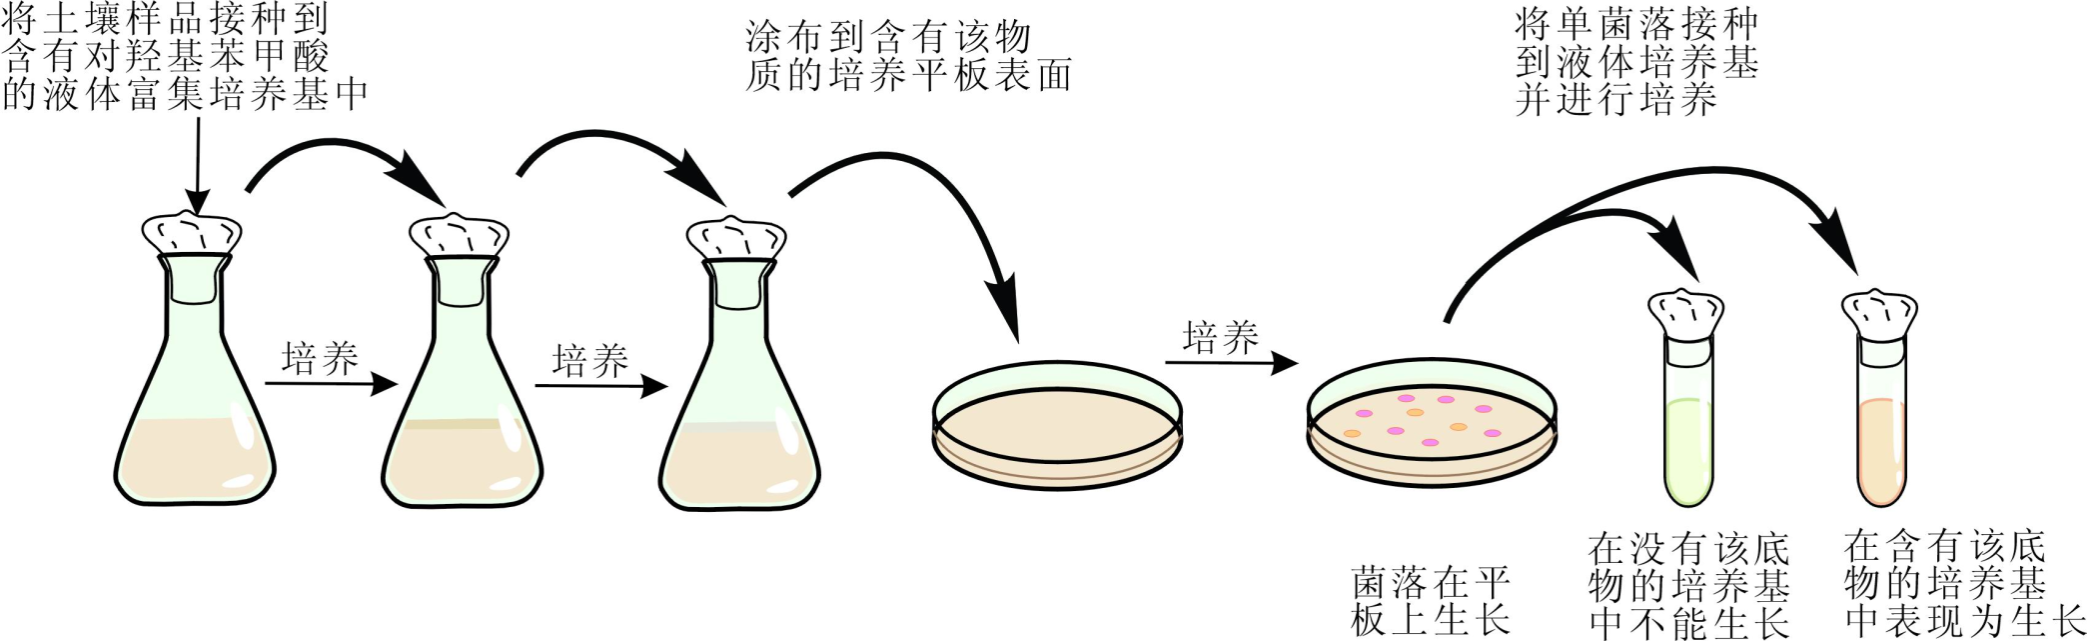 将土壤样品接种到
含有对羟基苯甲酸
的液体富集培养基中
涂布到含有该物
质的培养平板表面
将单菌落接种
到液体培养基
并进行培养
培养
培养
培养
菌落在平
板上生长
在没有该底
物的培养基
中不能生长
在含有该底
物的培养基
中表现为生长